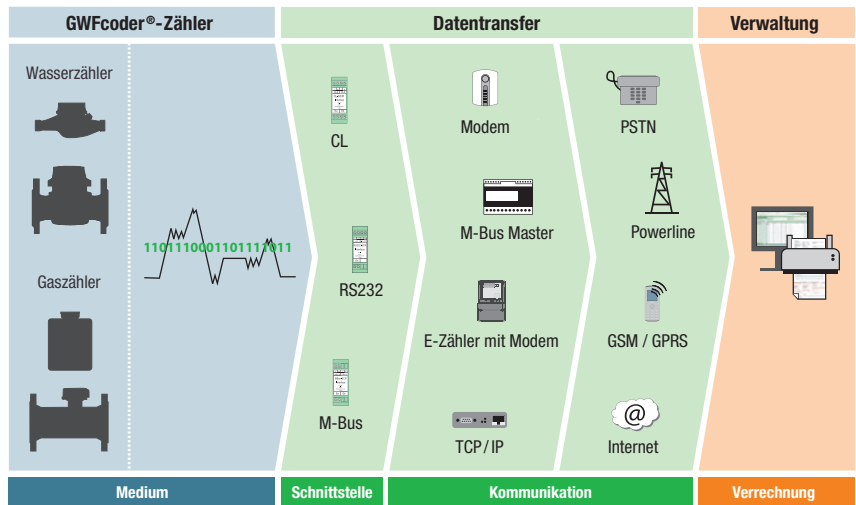 GWFcoder®-Zähler
Datentransfer
Verwaltung
Wasserzähler
Gaszähler
1101110001101111011
CL
RS232
M-Bus
Modem
M-Bus Master
E-Zähler mit Modem
TCP/IP
PSTN
Powerline
GSM / GPRS
@
Internet
Medium
Schnittstelle
Kommunikation
Verrechnung